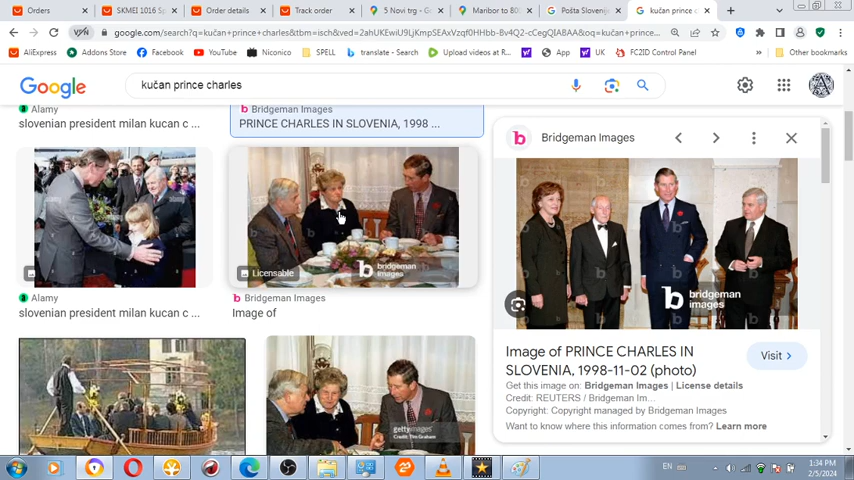 Orders
SKMEI 1016 S
Order details
Track order
5 Novi trg - G
Maribor to 80
Pošta Slovenije
kučan prince c
google.com/search?q=kučan+prince+charles&tbm=isch&ved=2ahUKEwiU9LjKmpSEAxVzqf0HHbb-Bv4Q2-cCegQIABAA&oq=kučan+prince...
AliExpress
Addons Store
Facebook
YouTube
Niconico
SPELL
translate - Search
Upload videos at R...
App
UK
FC2ID Control Panel
Other bookmarks
Google
kučan prince charles
Alamy
slovenian president milan kucan c ...
Bridgeman Images
PRINCE CHARLES IN SLOVENIA, 1998 ...
Bridgeman Images
Licensable
bridgeman
images
bridgeman
images
Alamy
slovenian president milan kucan c ...
Bridgeman Images
Image of
Image of PRINCE CHARLES IN
SLOVENIA, 1998-11-02 (photo)
Visit
Get this image on: Bridgeman Images | License details
Credit: REUTERS / Bridgeman Im...
Copyright: Copyright managed by Bridgeman Images
Want to know where this information comes from? Learn more
gettyimages
Credit: Tim Graham
EN
1:34 PM
2/5/2024